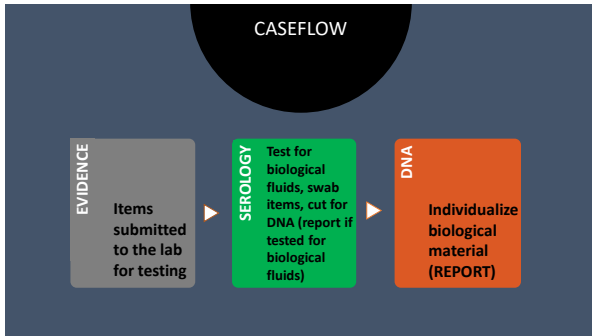 CASEFLOW
EVIDENCE
Items
submitted
to the lab
for testing
SEROLOGY
Test for
biological
fluids, swab
items, cut for
DNA (report if
tested for
biological
fluids)
DNA
Individualize
biological
material
(REPORT)